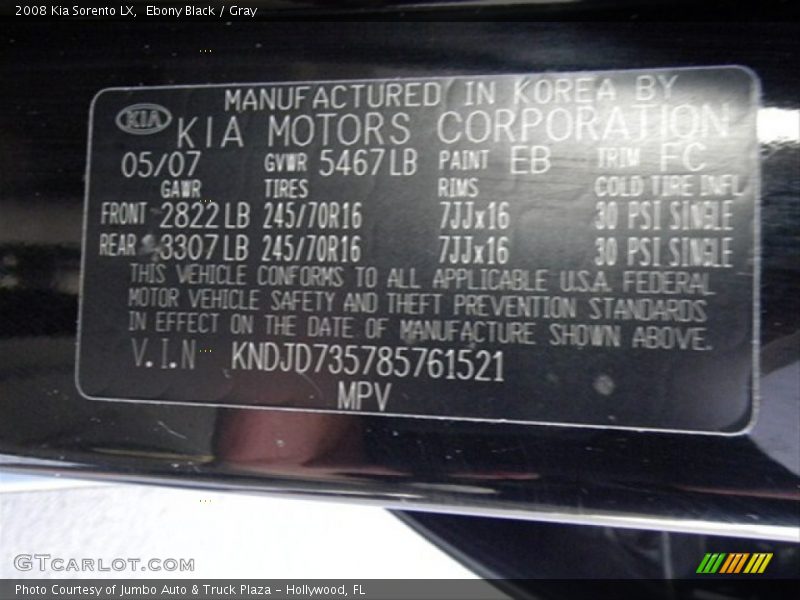 2008 Kia Sorento LX,  Ebony Black / Gray
MANUFACTURED IN KOREA BY
KIA KIA MOTORS CORPORATION
05/07 GVWR 5467LB PAINT EB TRIM FC
GAWR TIRES RIMS COLD TIRE INFL
FRONT 2822LB 245/70R16 7JJx16 30 PSI SINGLE
REAR 3307LB 245/70R16 7JJx16 30 PSI SINGLE
THIS VEHICLE CONFORMS TO ALL APPLICABLE U.S.A. FEDERAL
MOTOR VEHICLE SAFETY AND THEFT PREVENTION STANDARDS
IN EFFECT ON THE DATE OF MANUFACTURE SHOWN ABOVE.
V.I.N KNDJD735785761521
MPV
GTcarlot.com
Photo Courtesy of Jumbo Auto & Truck Plaza - Hollywood, FL